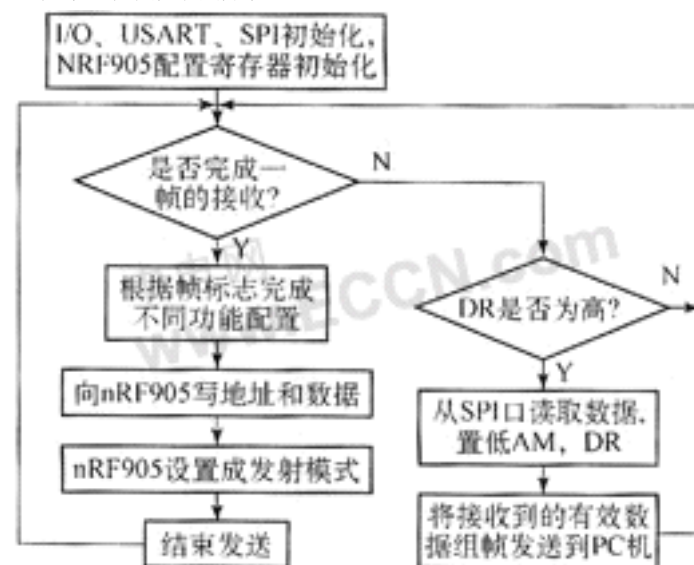 I/O、USART、SPI初始化，
NRF905配置寄存器初始化
是否完成一
帧的接收?
N
Y
根据帧标志完成
不同功能配置
向nRF905写地址和数据
nRF905设置成发射模式
结束发送
DR是否为高?
N
Y
从SPI口读取数据,
置低AM，DR
将接收到的有效数
据组帧发送到PC机
www.ECCN.com